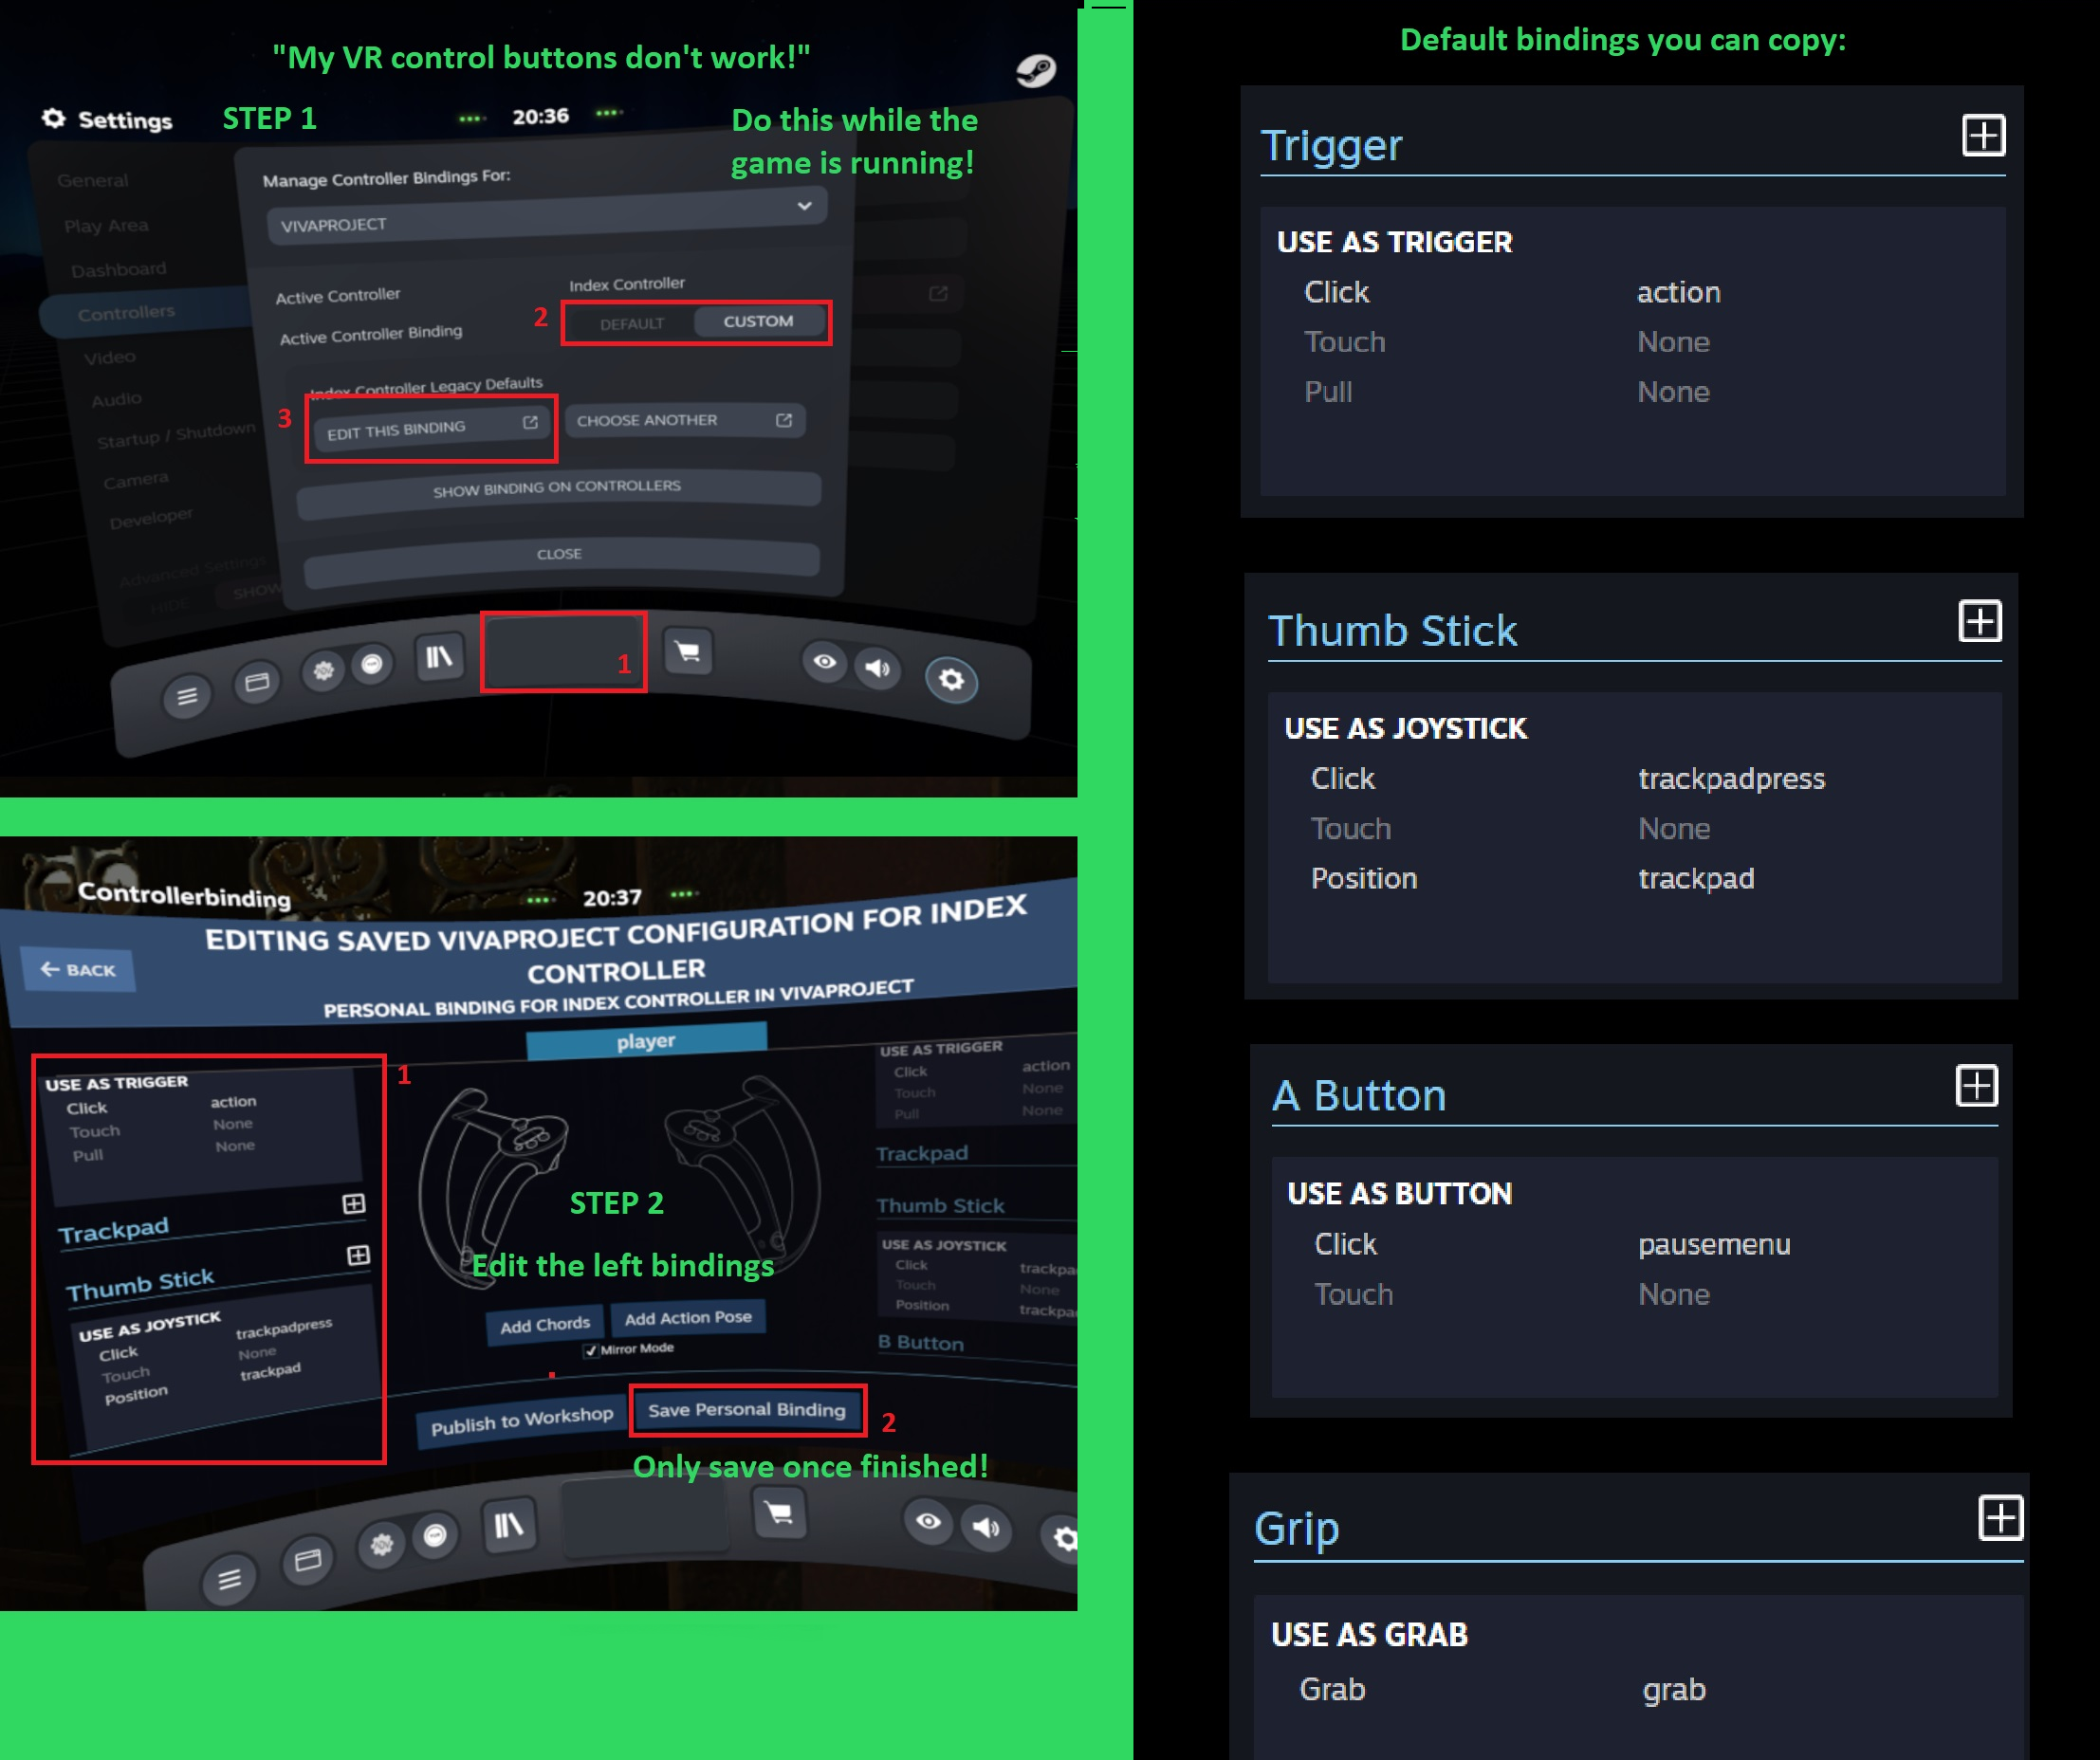 "My VR control buttons don't work!"
Settings
STEP 1
20:36
Do this while the
game is running!
General
Play Area
Dashboard
Controllers
Video
Audio
Startup / Shutdown
Camera
Developer
Advanced Settings
HIDE
SHOW
Manage Controller Bindings For:
VIVAPROJECT
Active Controller
Index Controller
Active Controller Binding
2
DEFAULT
CUSTOM
Index Controller Legacy Defaults
3
EDIT THIS BINDING
CHOOSE ANOTHER
SHOW BINDING ON CONTROLLERS
CLOSE
1
Controllerbinding
20:37
BACK
EDITING SAVED VIVAPROJECT CONFIGURATION FOR INDEX
CONTROLLER
PERSONAL BINDING FOR INDEX CONTROLLER IN VIVAPROJECT
player
1
USE AS TRIGGER
Click action
Touch None
Pull None
Trackpad
Thumb Stick
USE AS JOYSTICK
Click trackpadpress
Touch None
Position trackpad
STEP 2
Edit the left bindings
Add Chords
Add Action Pose
Mirror Mode
Publish to Workshop
Save Personal Binding
2
Only save once finished!
USE AS TRIGGER
Click action
Touch None
Pull None
Trackpad
Thumb Stick
USE AS JOYSTICK
Click trackpa
Touch None
Position trackpa
B Button
Default bindings you can copy:
Trigger
USE AS TRIGGER
Click action
Touch None
Pull None
Thumb Stick
USE AS JOYSTICK
Click trackpadpress
Touch None
Position trackpad
A Button
USE AS BUTTON
Click pausemenu
Touch None
Grip
USE AS GRAB
Grab grab